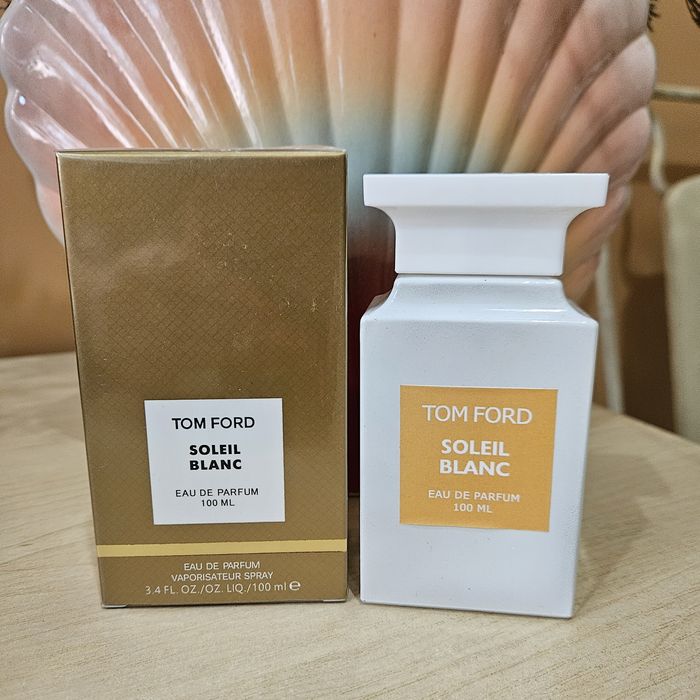 TOM FORD
SOLEIL
BLANC
EAU DE PARFUM
100 ML
EAU DE PARFUM
VAPORISATEUR SPRAY
3.4 FL. OZ./OZ. LIQ./100 ml ℮
TOM FORD
SOLEIL
BLANC
EAU DE PARFUM
100 ML